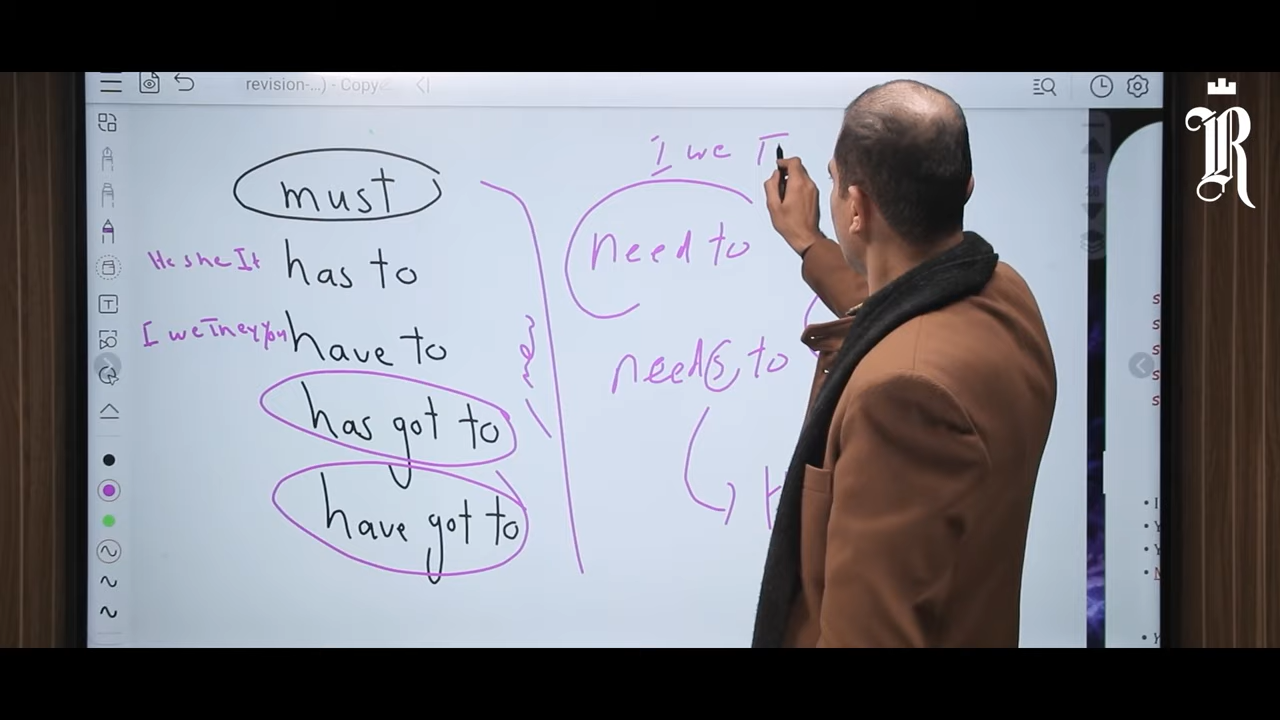 revision-...) - Copy
must
He she It has to
I we They You have to
has got to
have got to
I we T
need to
needs to
H
R